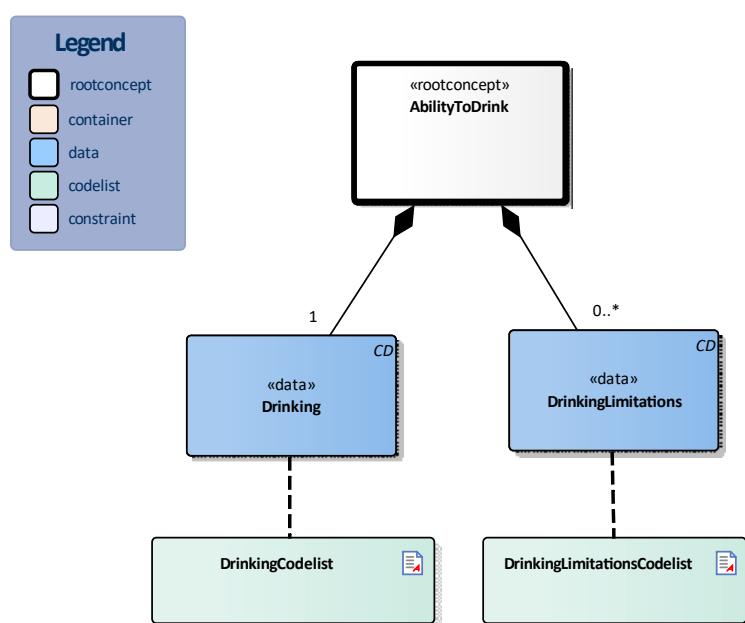 Legend
rootconcept
container
data
codelist
constraint
«rootconcept»
AbilityToDrink
1
0..*
CD
«data»
Drinking
CD
«data»
DrinkingLimitations
DrinkingCodelist
DrinkingLimitationsCodelist